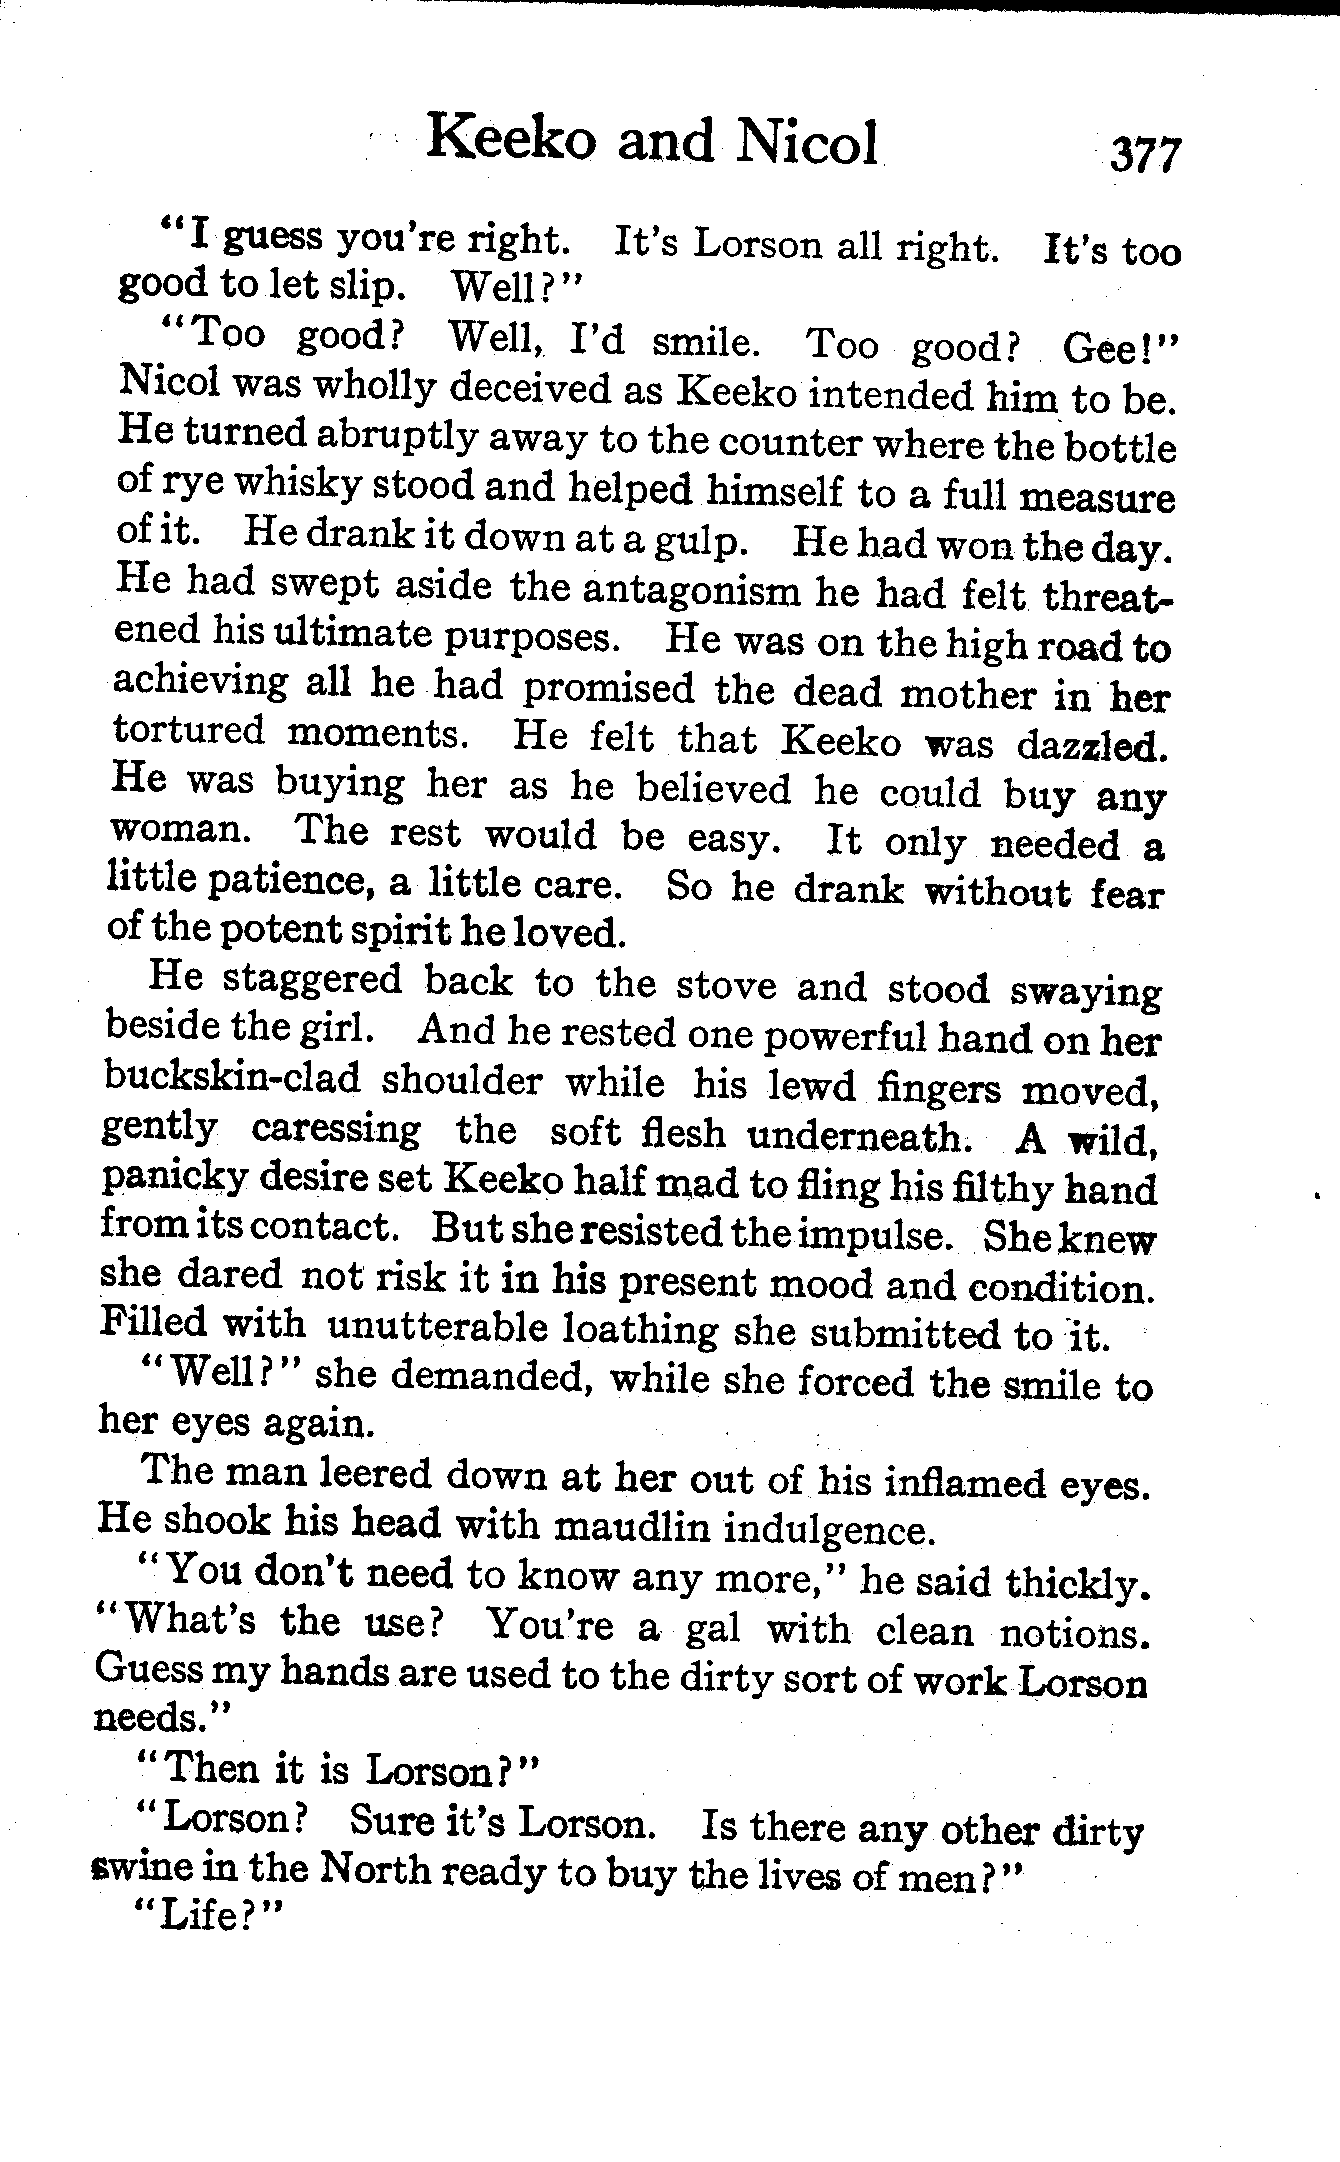 Keeko and Nicol 377
"I guess you're right. It's Lorson all right. It's too
good to let slip. Well?"
"Too good? Well, I'd smile. Too good? Gee!"
Nicol was wholly deceived as Keeko intended him to be.
He turned abruptly away to the counter where the bottle
of rye whisky stood and helped himself to a full measure
of it. He drank it down at a gulp. He had won the day.
He had swept aside the antagonism he had felt threat-
ened his ultimate purposes. He was on the high road to
achieving all he had promised the dead mother in her
tortured moments. He felt that Keeko was dazzled.
He was buying her as he believed he could buy any
woman. The rest would be easy. It only needed a
little patience, a little care. So he drank without fear
of the potent spirit he loved.
He staggered back to the stove and stood swaying
beside the girl. And he rested one powerful hand on her
buckskin-clad shoulder while his lewd fingers moved,
gently caressing the soft flesh underneath. A wild,
panicky desire set Keeko half mad to fling his filthy hand
from its contact. But she resisted the impulse. She knew
she dared not risk it in his present mood and condition.
Filled with unutterable loathing she submitted to it.
"Well?" she demanded, while she forced the smile to
her eyes again.
The man leered down at her out of his inflamed eyes.
He shook his head with maudlin indulgence.
"You don't need to know any more," he said thickly.
"What's the use? You're a gal with clean notions.
Guess my hands are used to the dirty sort of work Lorson
needs."
"Then it is Lorson?"
"Lorson? Sure it's Lorson. Is there any other dirty
swine in the North ready to buy the lives of men?"
"Life?"